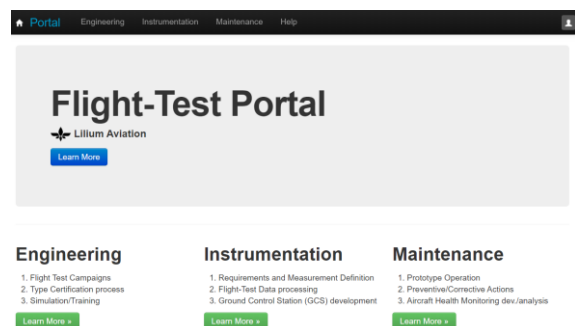 Portal Engineering Instrumentation Maintenance Help
Flight-Test Portal
Lilium Aviation
Learn More
Engineering
1. Flight Test Campaigns
2. Type Certification process
3. Simulation/Training
Learn More »
Instrumentation
1. Requirements and Measurement Definition
2. Flight-Test Data processing
3. Ground Control Station (GCS) development
Learn More »
Maintenance
1. Prototype Operation
2. Preventive/Corrective Actions
3. Aircraft Health Monitoring dev./analysis
Learn More »